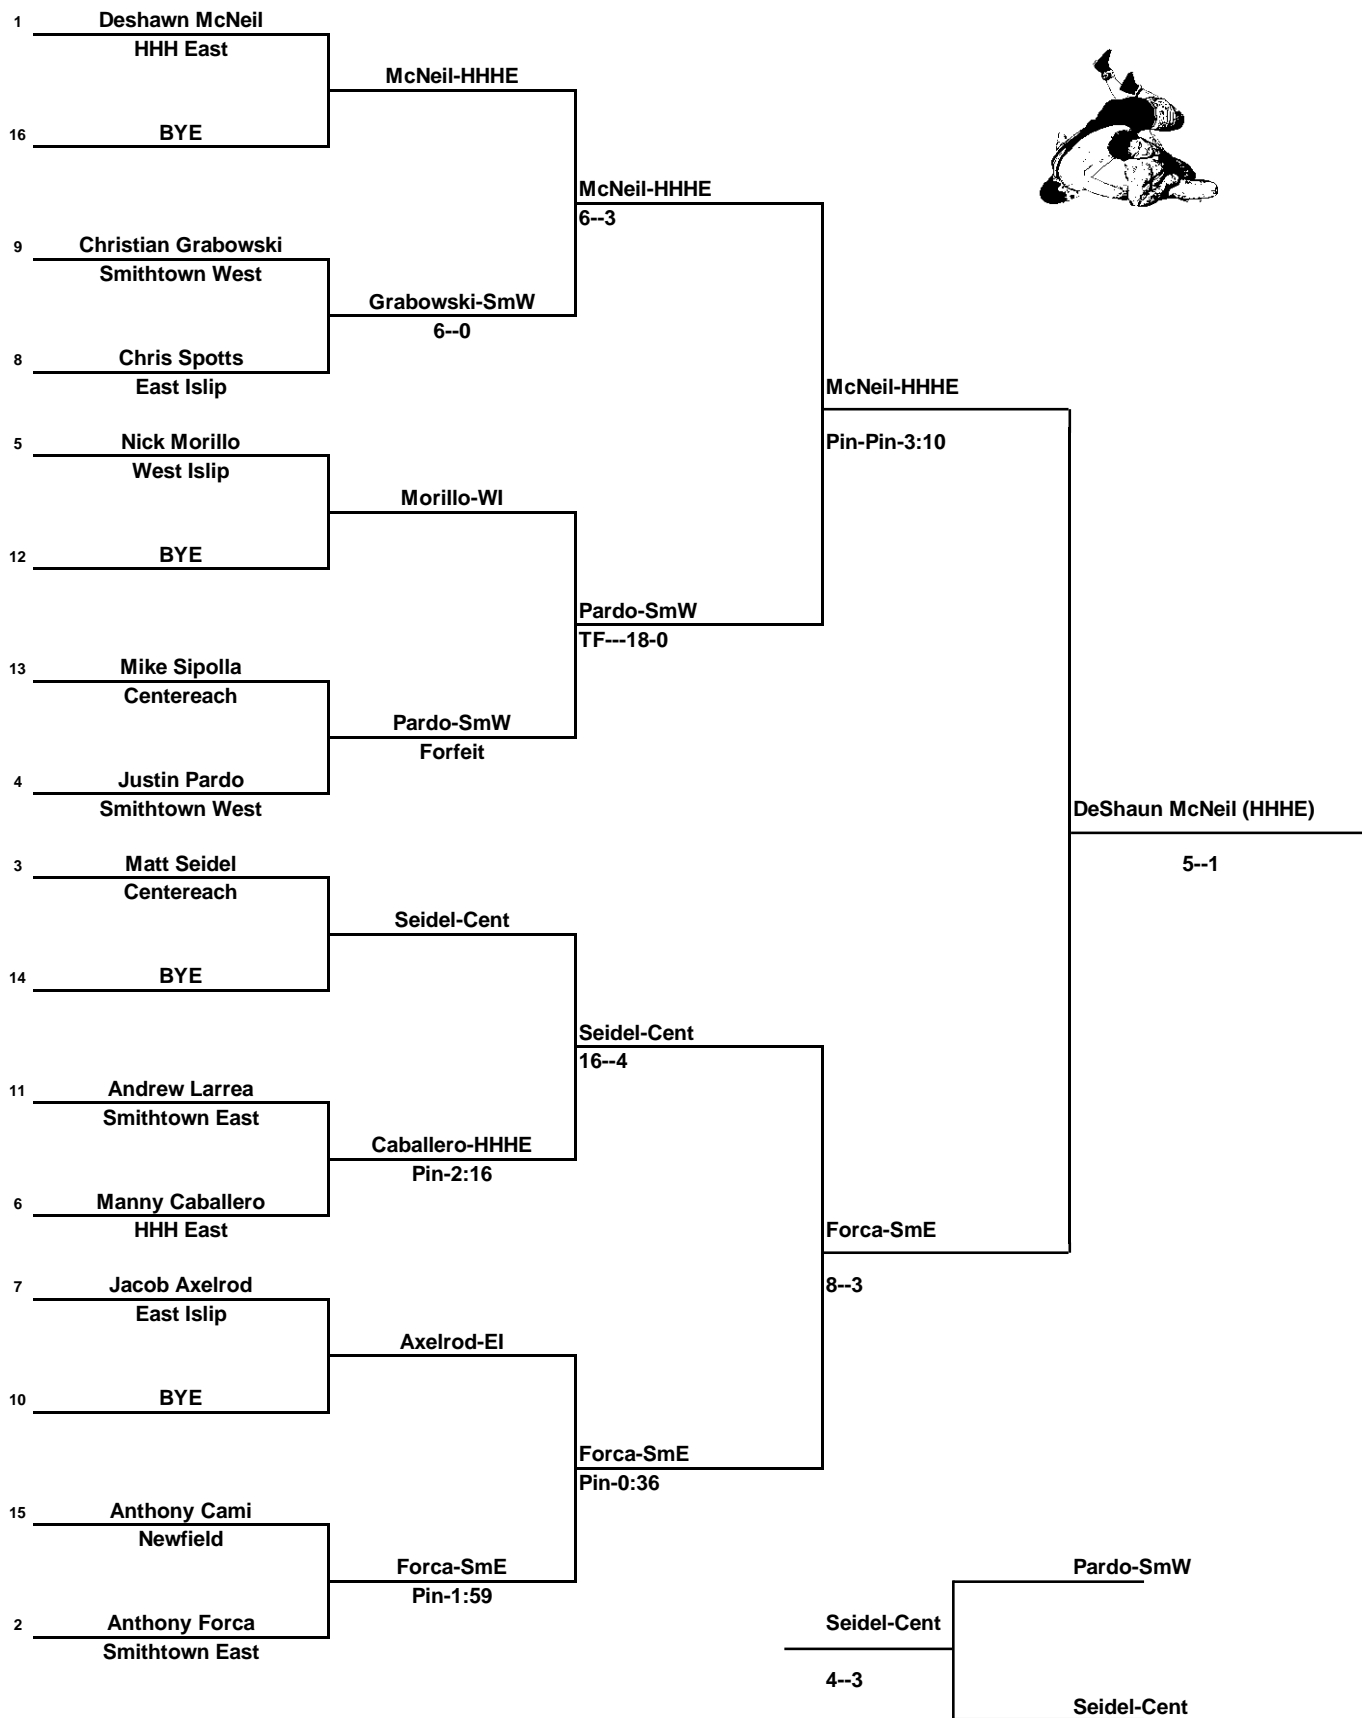 1 Deshawn McNeil
HHH East
McNeil-HHHE
16 BYE
McNeil-HHHE
6--3
9 Christian Grabowski
Smithtown West
Grabowski-SmW
6--0
8 Chris Spotts
East Islip
McNeil-HHHE
Pin-Pin-3:10
5 Nick Morillo
West Islip
Morillo-WI
12 BYE
Pardo-SmW
TF---18-0
13 Mike Sipolla
Centereach
Pardo-SmW
Forfeit
4 Justin Pardo
Smithtown West
DeShaun McNeil (HHHE)
5--1
3 Matt Seidel
Centereach
Seidel-Cent
14 BYE
Seidel-Cent
16--4
11 Andrew Larrea
Smithtown East
Caballero-HHHE
Pin-2:16
6 Manny Caballero
HHH East
Forca-SmE
8--3
7 Jacob Axelrod
East Islip
Axelrod-EI
10 BYE
Forca-SmE
Pin-0:36
15 Anthony Cami
Newfield
Forca-SmE
Pin-1:59
2 Anthony Forca
Smithtown East
Pardo-SmW
Seidel-Cent
4--3
Seidel-Cent